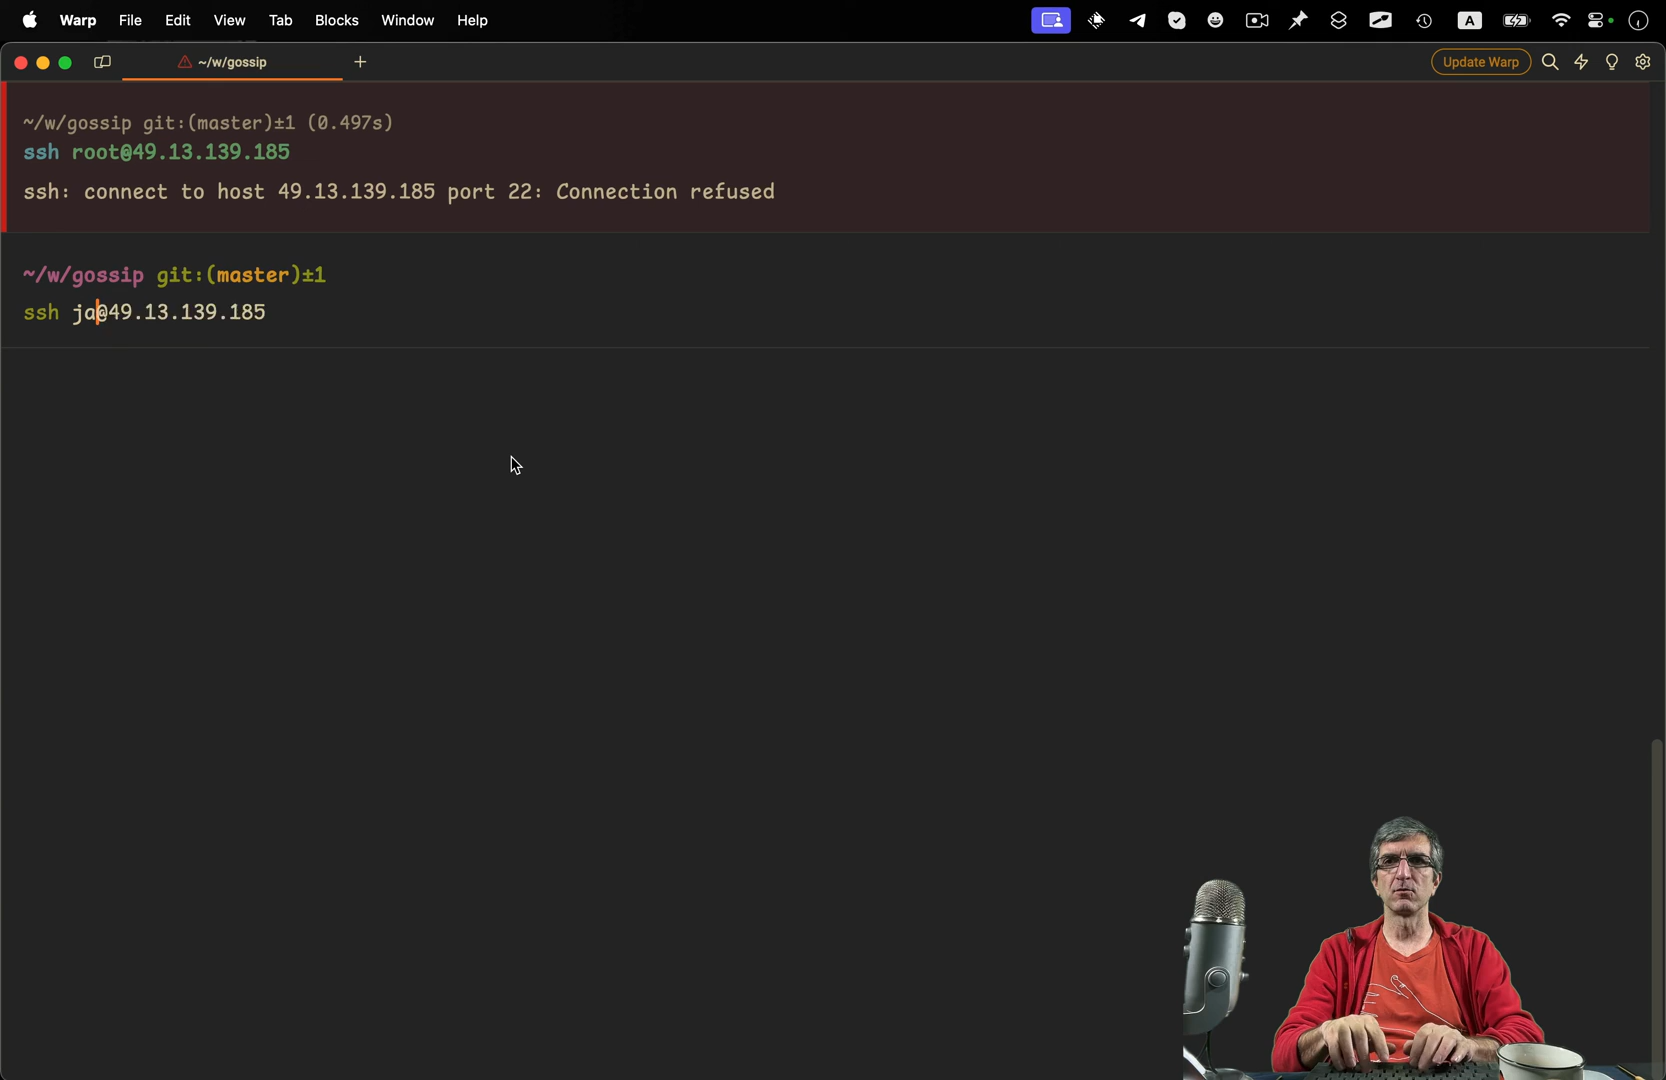 Warp File Edit View Tab Blocks Window Help A
~/w/gossip Update Warp
~/w/gossip git:(master)±1 (0.497s)
ssh root@49.13.139.185
ssh: connect to host 49.13.139.185 port 22: Connection refused
~/w/gossip git:(master)±1
ssh ja@49.13.139.185